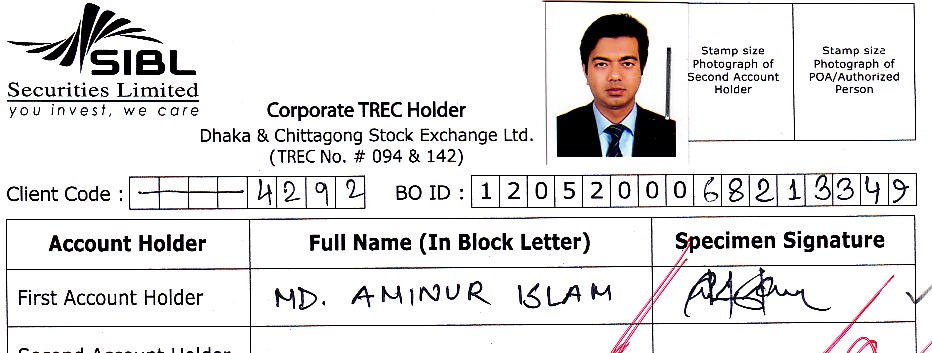 SIBL
Securities Limited
you invest, we care
Corporate TREC Holder
Dhaka & Chittagong Stock Exchange Ltd.
(TREC No. # 094 & 142)
Stamp size
Photograph of
Second Account
Holder
Stamp size
Photograph of
POA/Authorized
Person
Client Code : 4292 BO ID : 1205200068213349
Account Holder Full Name (In Block Letter) Specimen Signature
First Account Holder MD. AMINUR ISLAM
Second Account Holder